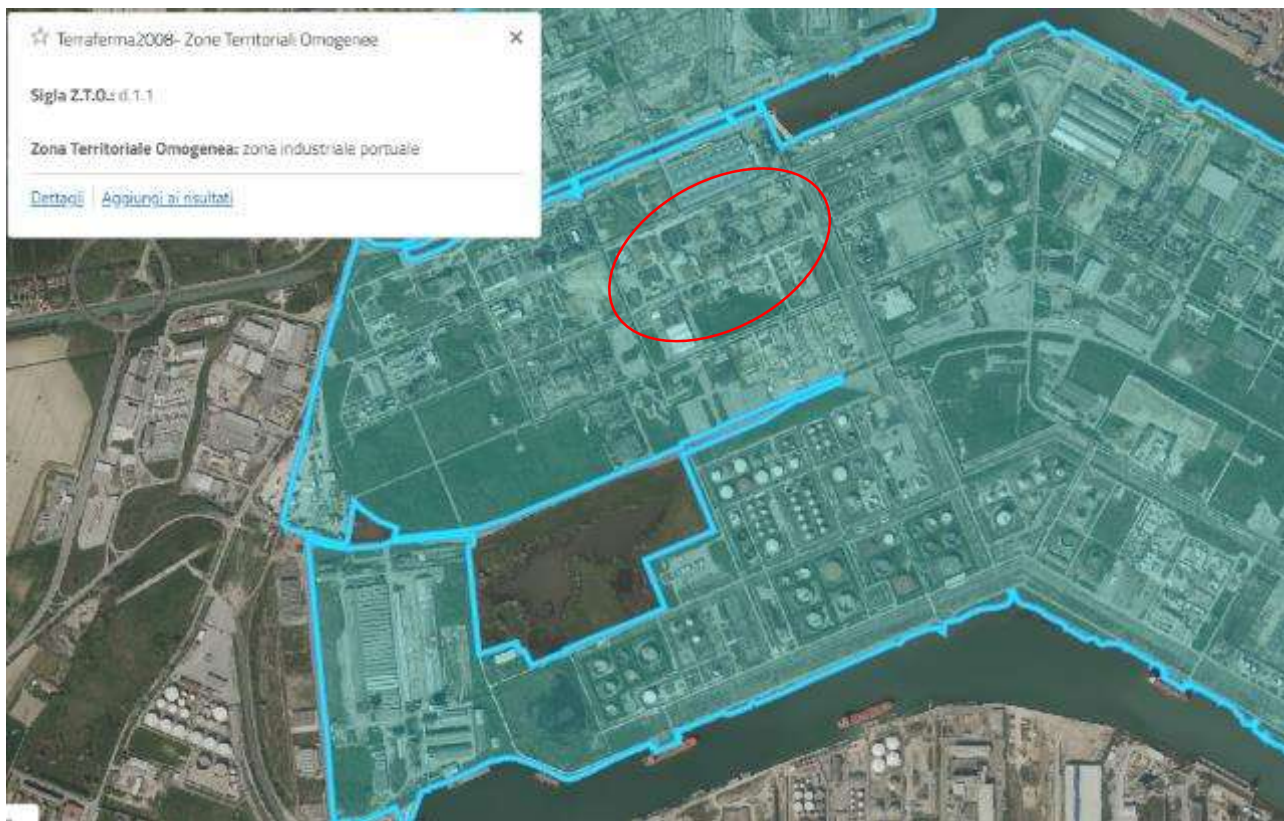 Terraferma2008- Zone Territoriali Omogenee
Sigla Z.T.O.: d.1.1
Zona Territoriale Omogenea: zona industriale portuale
Dettagli Aggiungi ai risultati